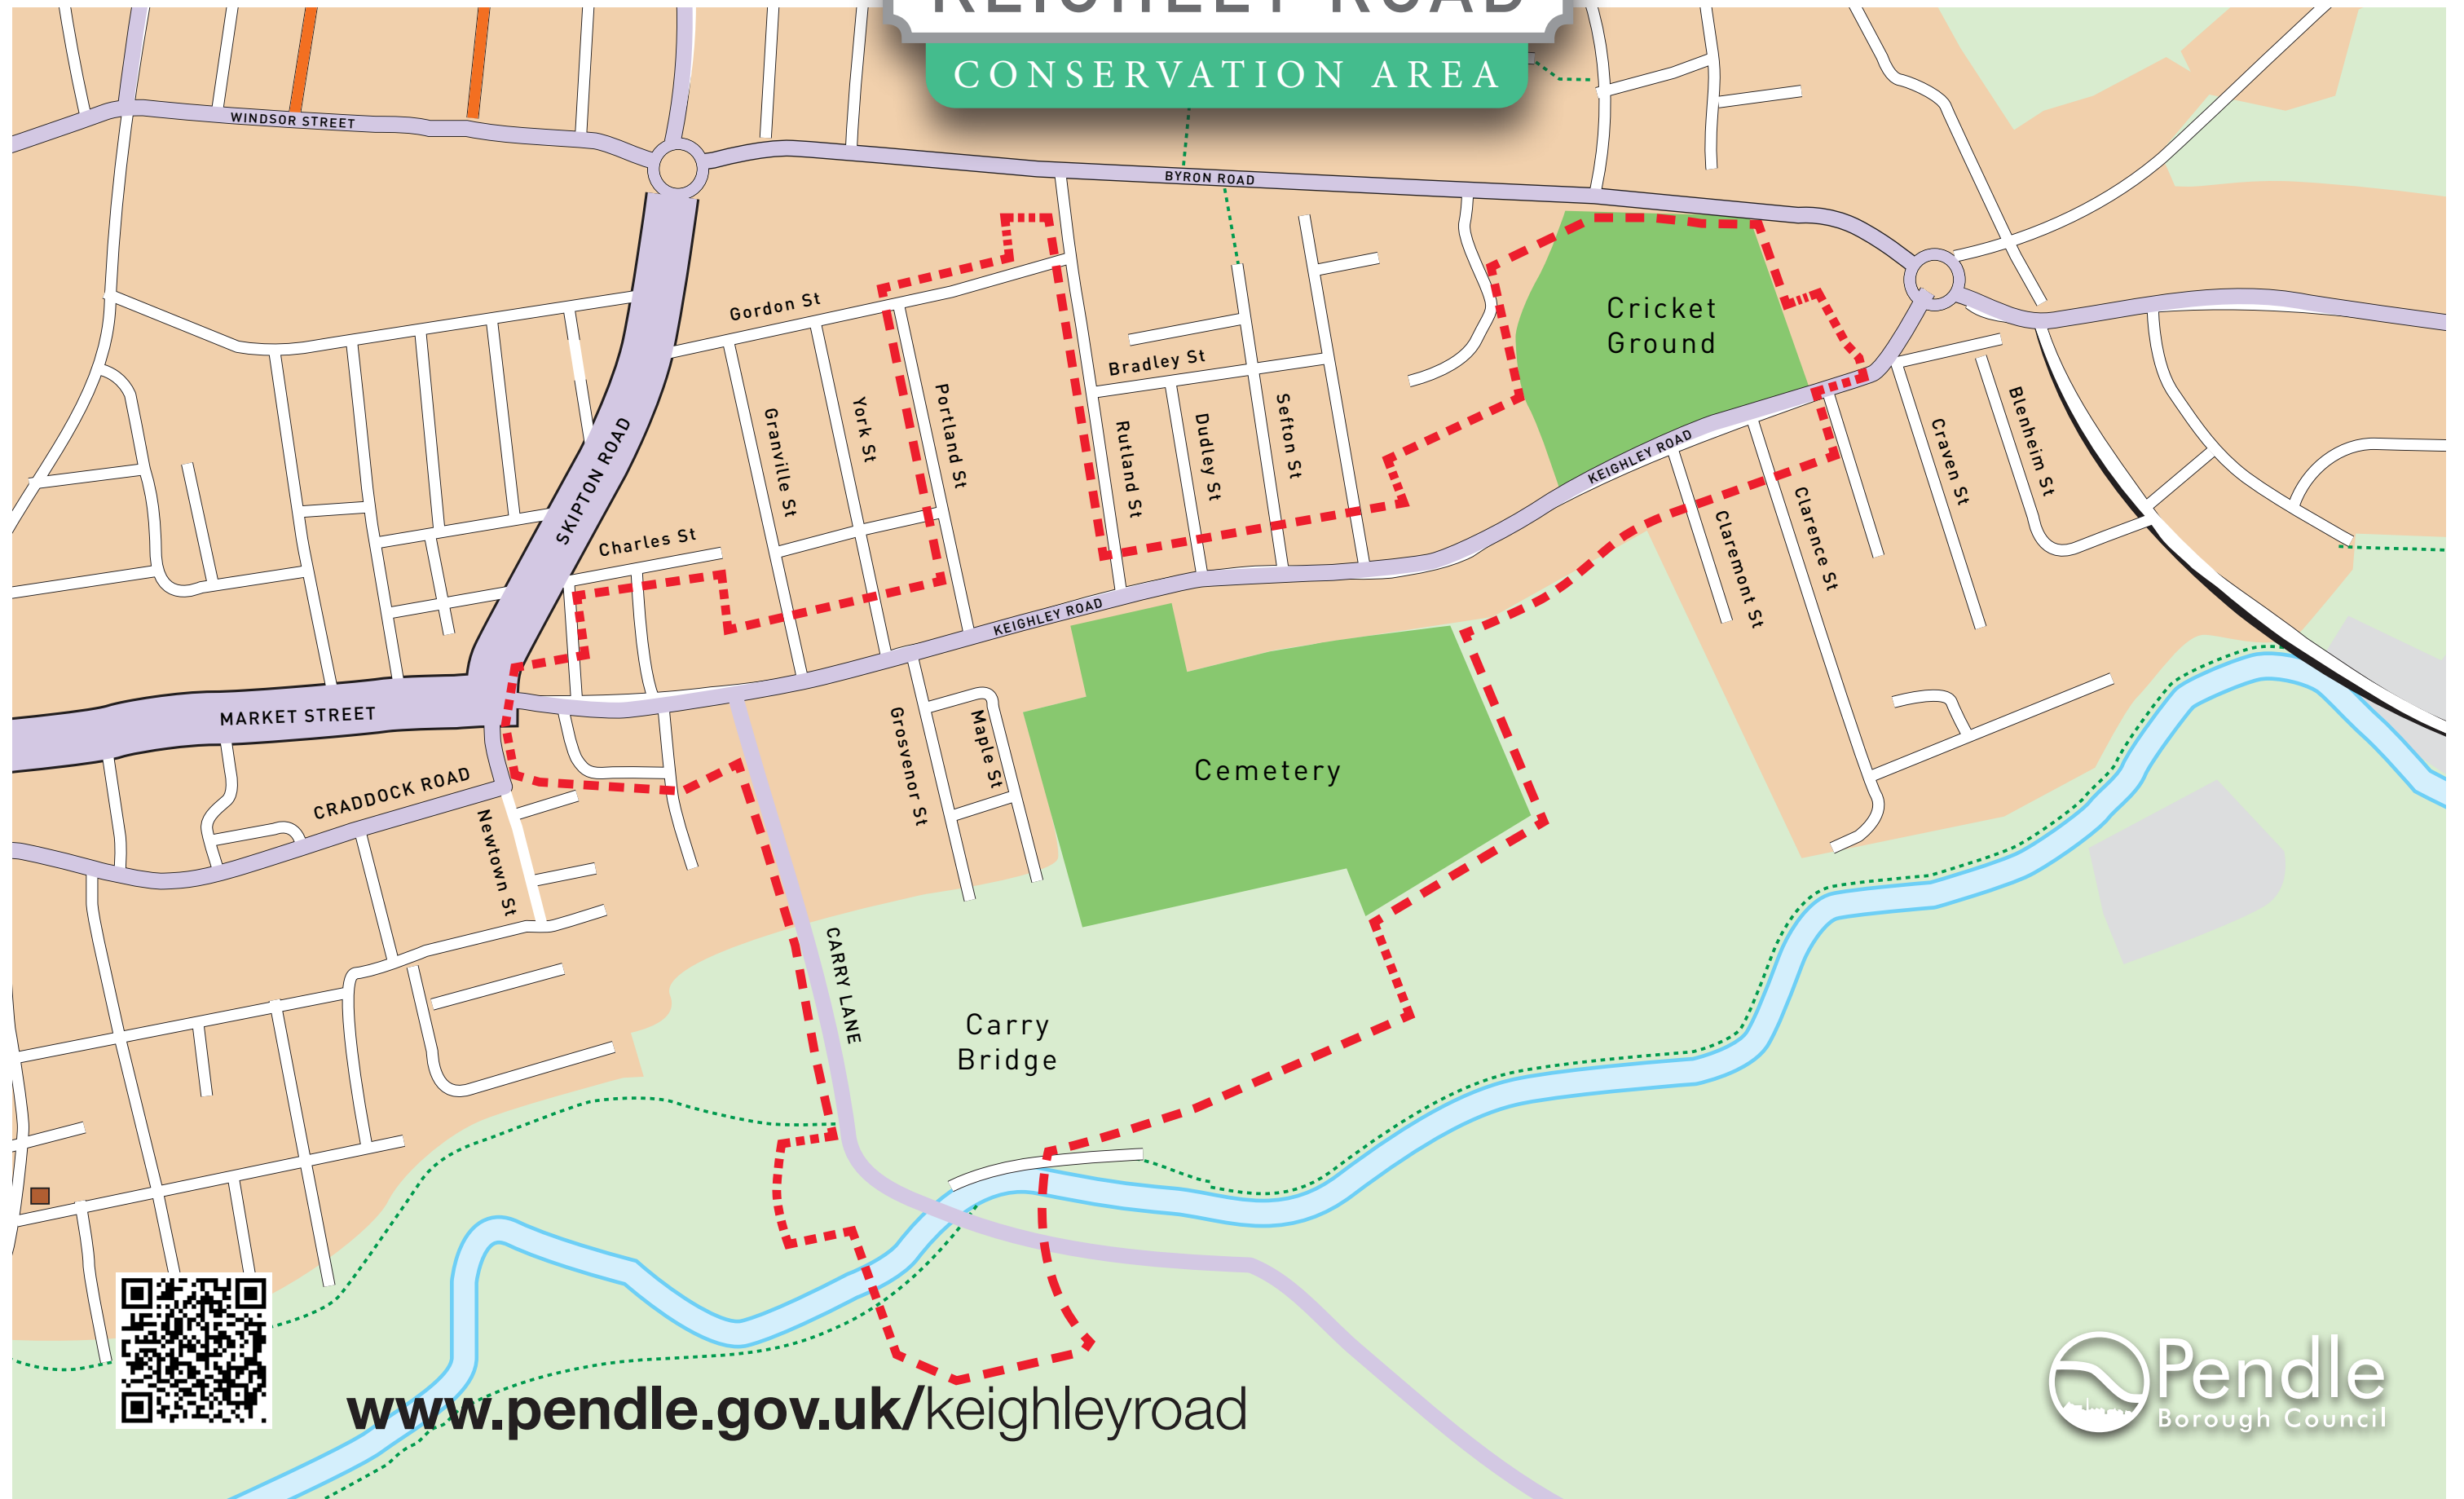 KEIGHLEY ROAD
CONSERVATION AREA
WINDSOR STREET
BYRON ROAD
Gordon St
Cricket
Ground
Bradley St
Portland St
York St
Granville St
Rutland St
Dudley St
Sefton St
Blenheim St
Craven St
SKIPTON ROAD
KEIGHLEY ROAD
Clarence St
Claremont St
Charles St
KEIGHLEY ROAD
MARKET STREET
Grosvenor St
Maple St
Cemetery
CRADDOCK ROAD
Newtown St
CARRY LANE
Carry
Bridge
www.pendle.gov.uk/keighleyroad
Pendle
Borough Council